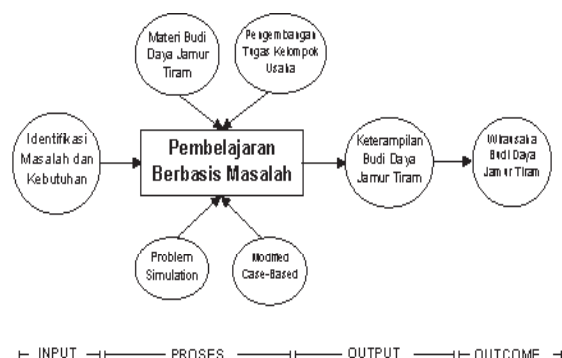 Materi Budi
Daya Jamur
Tiram
Pengembangan
Tugas Kelompok
Usaha
Identifikasi
Masalah dan
Kebutuhan
Pembelajaran
Berbasis Masalah
Keterampilan
Budi Daya
Jamur Tiram
Wirausaha
Budi Daya
Jamur Tiram
Problem
Simulation
Modified
Case-Based
INPUT
PROSES
OUTPUT
OUTCOME